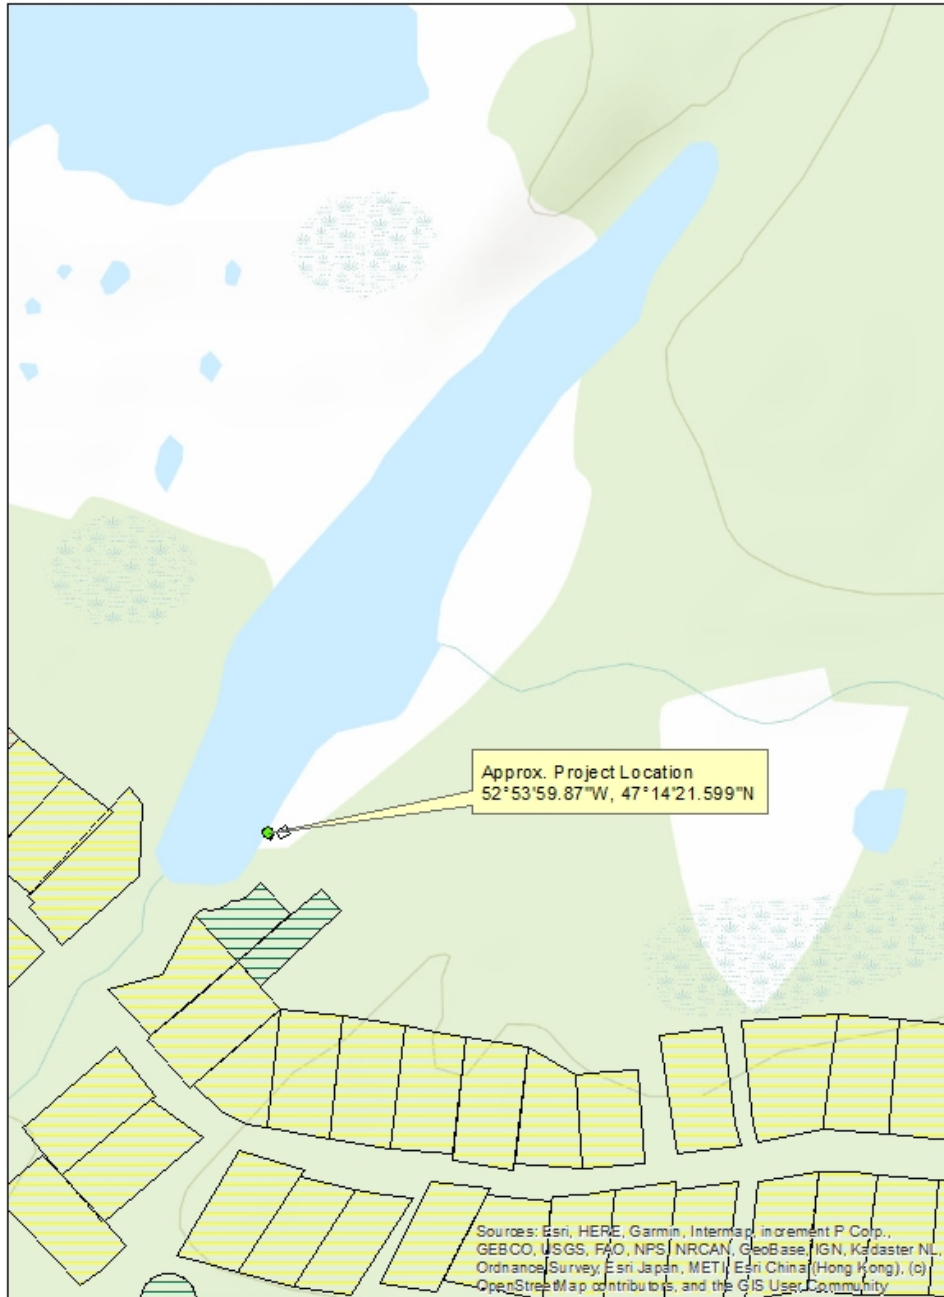 Approx. Project Location
52°53'59.87"W, 47°14'21.599"N
Sources: Esri, HERE, Garmin, Intermap, increment P Corp.,
GEBCO, USGS, FAO, NPS, NRCAN, GeoBase, IGN, Kadaster NL,
Ordnance Survey, Esri Japan, METI, Esri China (Hong Kong), (c)
OpenStreetMap contributors, and the GIS User Community